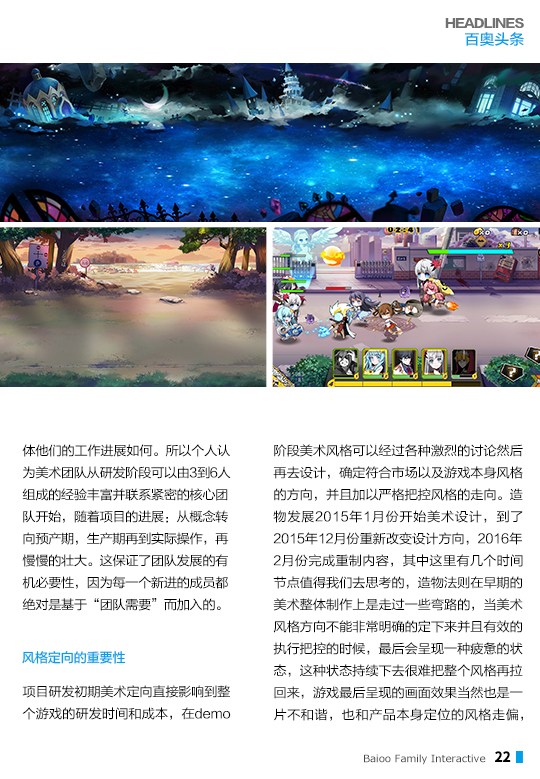 HEADLINES
百奥头条
02:41
体他们的工作进展如何。所以个人认
为美术团队从研发阶段可以由3到6人
组成的经验丰富并联系紧密的核心团
队开始，随着项目的进展；从概念转
向预产期，生产期再到实际操作，再
慢慢的壮大。这保证了团队发展的有
机必要性，因为每一个新进的成员都
绝对是基于“团队需要”而加入的。
风格定向的重要性
项目研发初期美术定向直接影响到整
个游戏的研发时间和成本，在demo
阶段美术风格可以经过各种激烈的讨论然后
再去设计，确定符合市场以及游戏本身风格
的方向，并且加以严格把控风格的走向。造
物发展2015年1月份开始美术设计，到了
2015年12月份重新改变设计方向，2016年
2月份完成重制内容，其中这里有几个时间
节点值得我们去思考的，造物法则在早期的
美术整体制作上是走过一些弯路的，当美术
风格方向不能非常明确的定下来并且有效的
执行把控的时候，最后会呈现一种疲惫的状
态，这种状态持续下去很难把整个风格再拉
回来，游戏最后呈现的画面效果当然也是一
片不和谐，也和产品本身定位的风格走偏，
Baioo Family Interactive 22